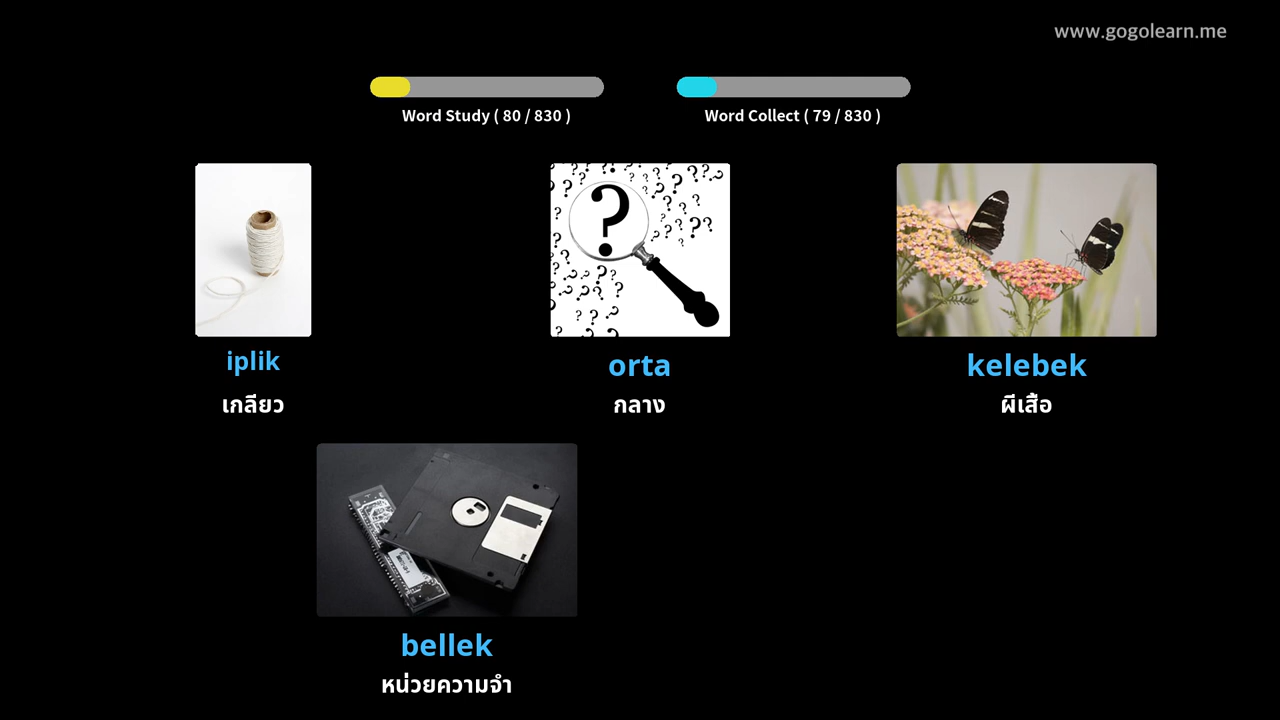 www.gogolearn.me
Word Study ( 80 / 830 )
Word Collect ( 79 / 830 )
iplik
เกลียว
orta
กลาง
kelebek
ผีเสื้อ
bellek
หน่วยความจำ